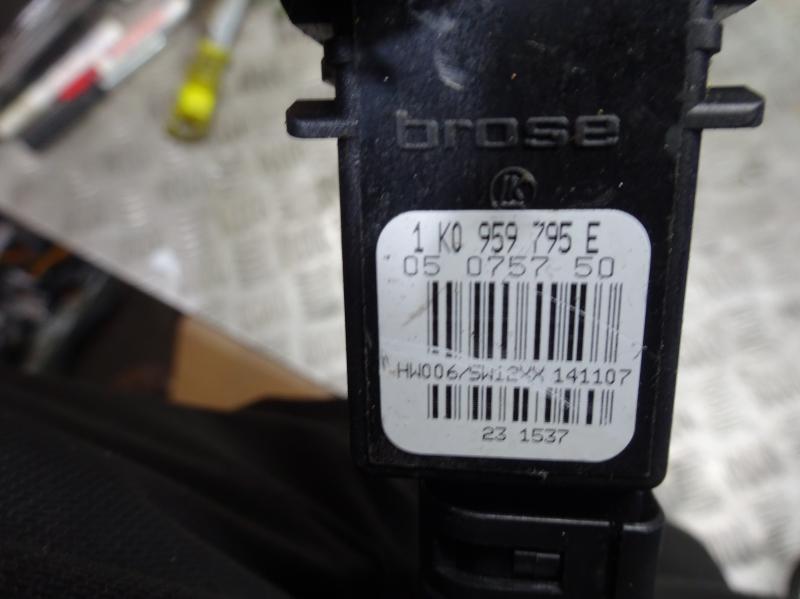 brose
1 K0 959 795 E
05 0757 50
HW006/SW12XX 141107
23 1537